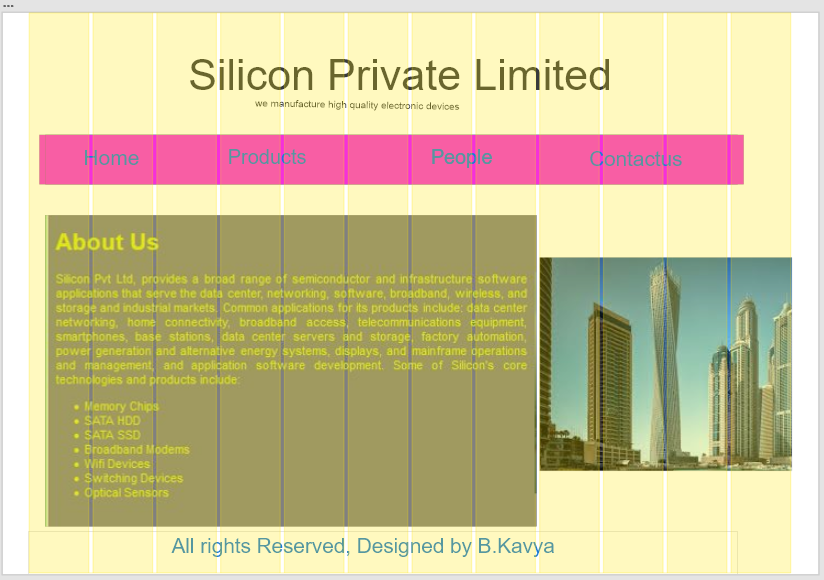 Silicon Private Limited
we manufacture high quality electronic devices
Home Products People Contactus
About Us
Silicon Pvt Ltd, provides a broad range of semiconductor and infrastructure software
applications that serve the data center, networking, software, broadband, wireless, and
storage and industrial markets. Common applications for its products include: data center
networking, home connectivity, broadband access, telecommunications equipment,
smartphones, base stations, data center servers and storage, factory automation,
power generation and alternative energy systems, displays, and mainframe operations
and management, and application software development. Some of Silicon's core
technologies and products include:
Memory Chips
SATA HDD
SATA SSD
Broadband Modems
Wifi Devices
Switching Devices
Optical Sensors
All rights Reserved, Designed by B.Kavya